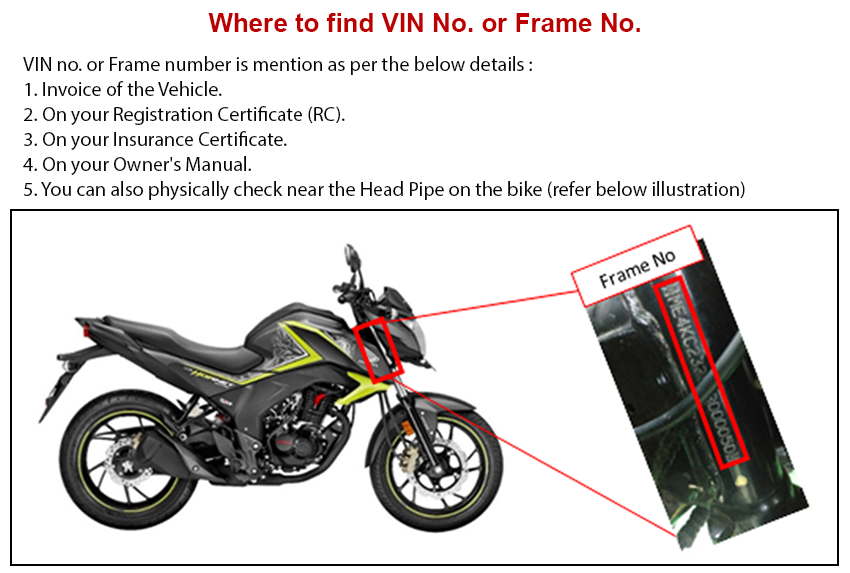 Where to find VIN No. or Frame No.
VIN no. or Frame number is mention as per the below details :
1. Invoice of the Vehicle.
2. On your Registration Certificate (RC).
3. On your Insurance Certificate.
4. On your Owner's Manual.
5. You can also physically check near the Head Pipe on the bike (refer below illustration)
Frame No
HORNET